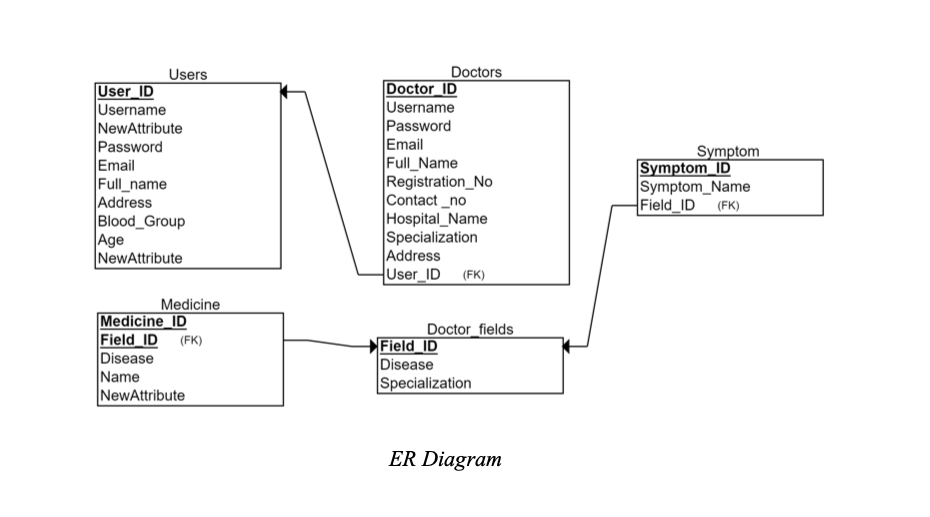 Users
User_ID
Username
NewAttribute
Password
Email
Full_name
Address
Blood_Group
Age
NewAttribute
Doctors
Doctor_ID
Username
Password
Email
Full_Name
Registration_No
Contact _no
Hospital_Name
Specialization
Address
User_ID (FK)
Symptom
Symptom_ID
Symptom_Name
Field_ID (FK)
Medicine
Medicine_ID
Field_ID (FK)
Disease
Name
NewAttribute
Doctor_fields
Field_ID
Disease
Specialization
ER Diagram